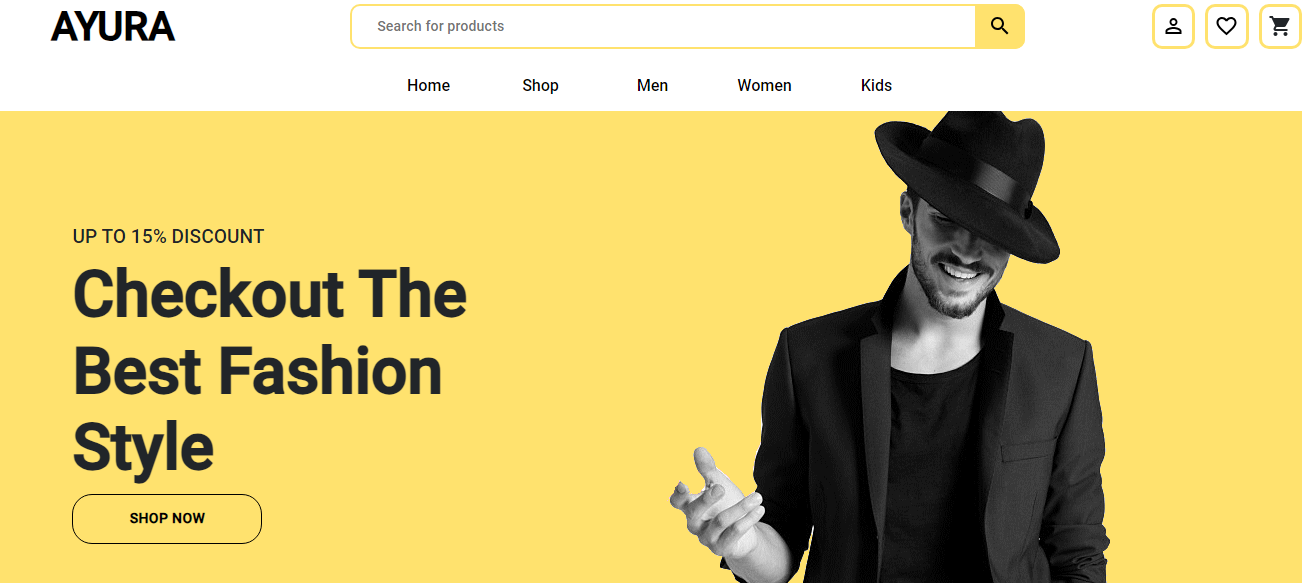 AYURA
Search for products
Home Shop Men Women Kids
UP TO 15% DISCOUNT
Checkout The
Best Fashion
Style
SHOP NOW